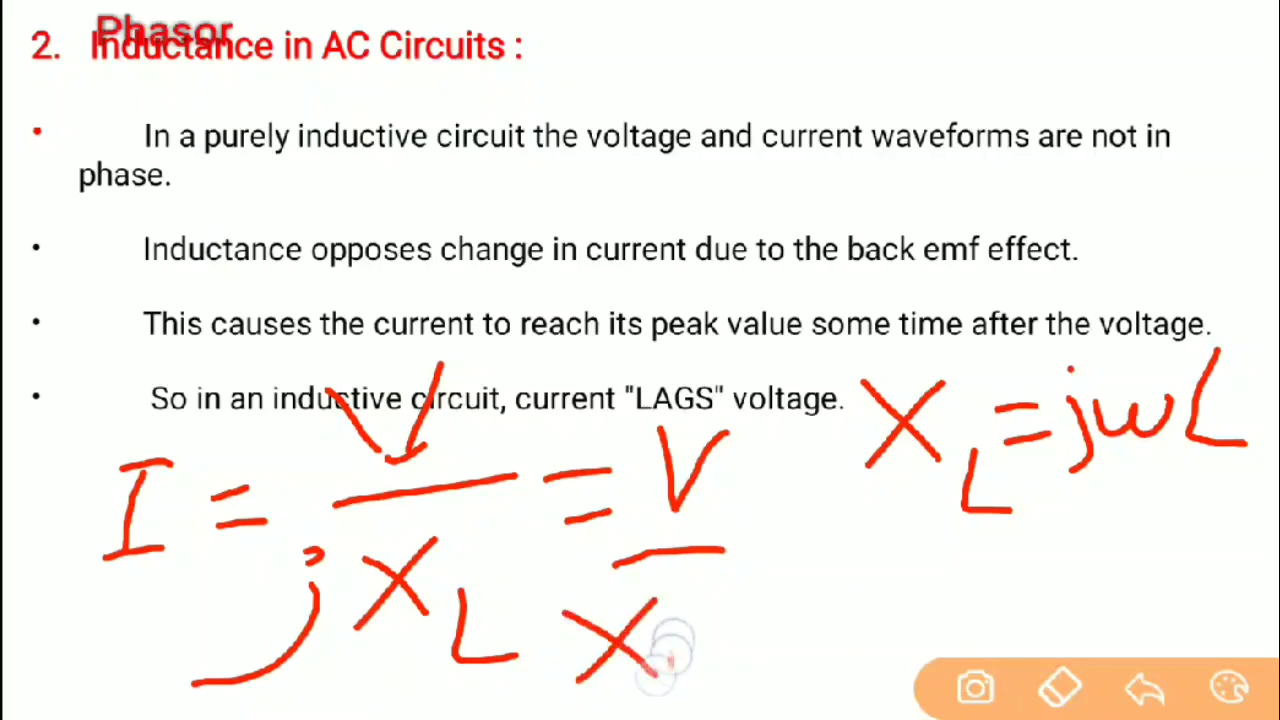 Phasor
2. Inductance in AC Circuits :
• In a purely inductive circuit the voltage and current waveforms are not in
phase.
• Inductance opposes change in current due to the back emf effect.
• This causes the current to reach its peak value some time after the voltage.
• So in an inductive circuit, current "LAGS" voltage.
X_L = jωL
I = V / jX_L = V / X